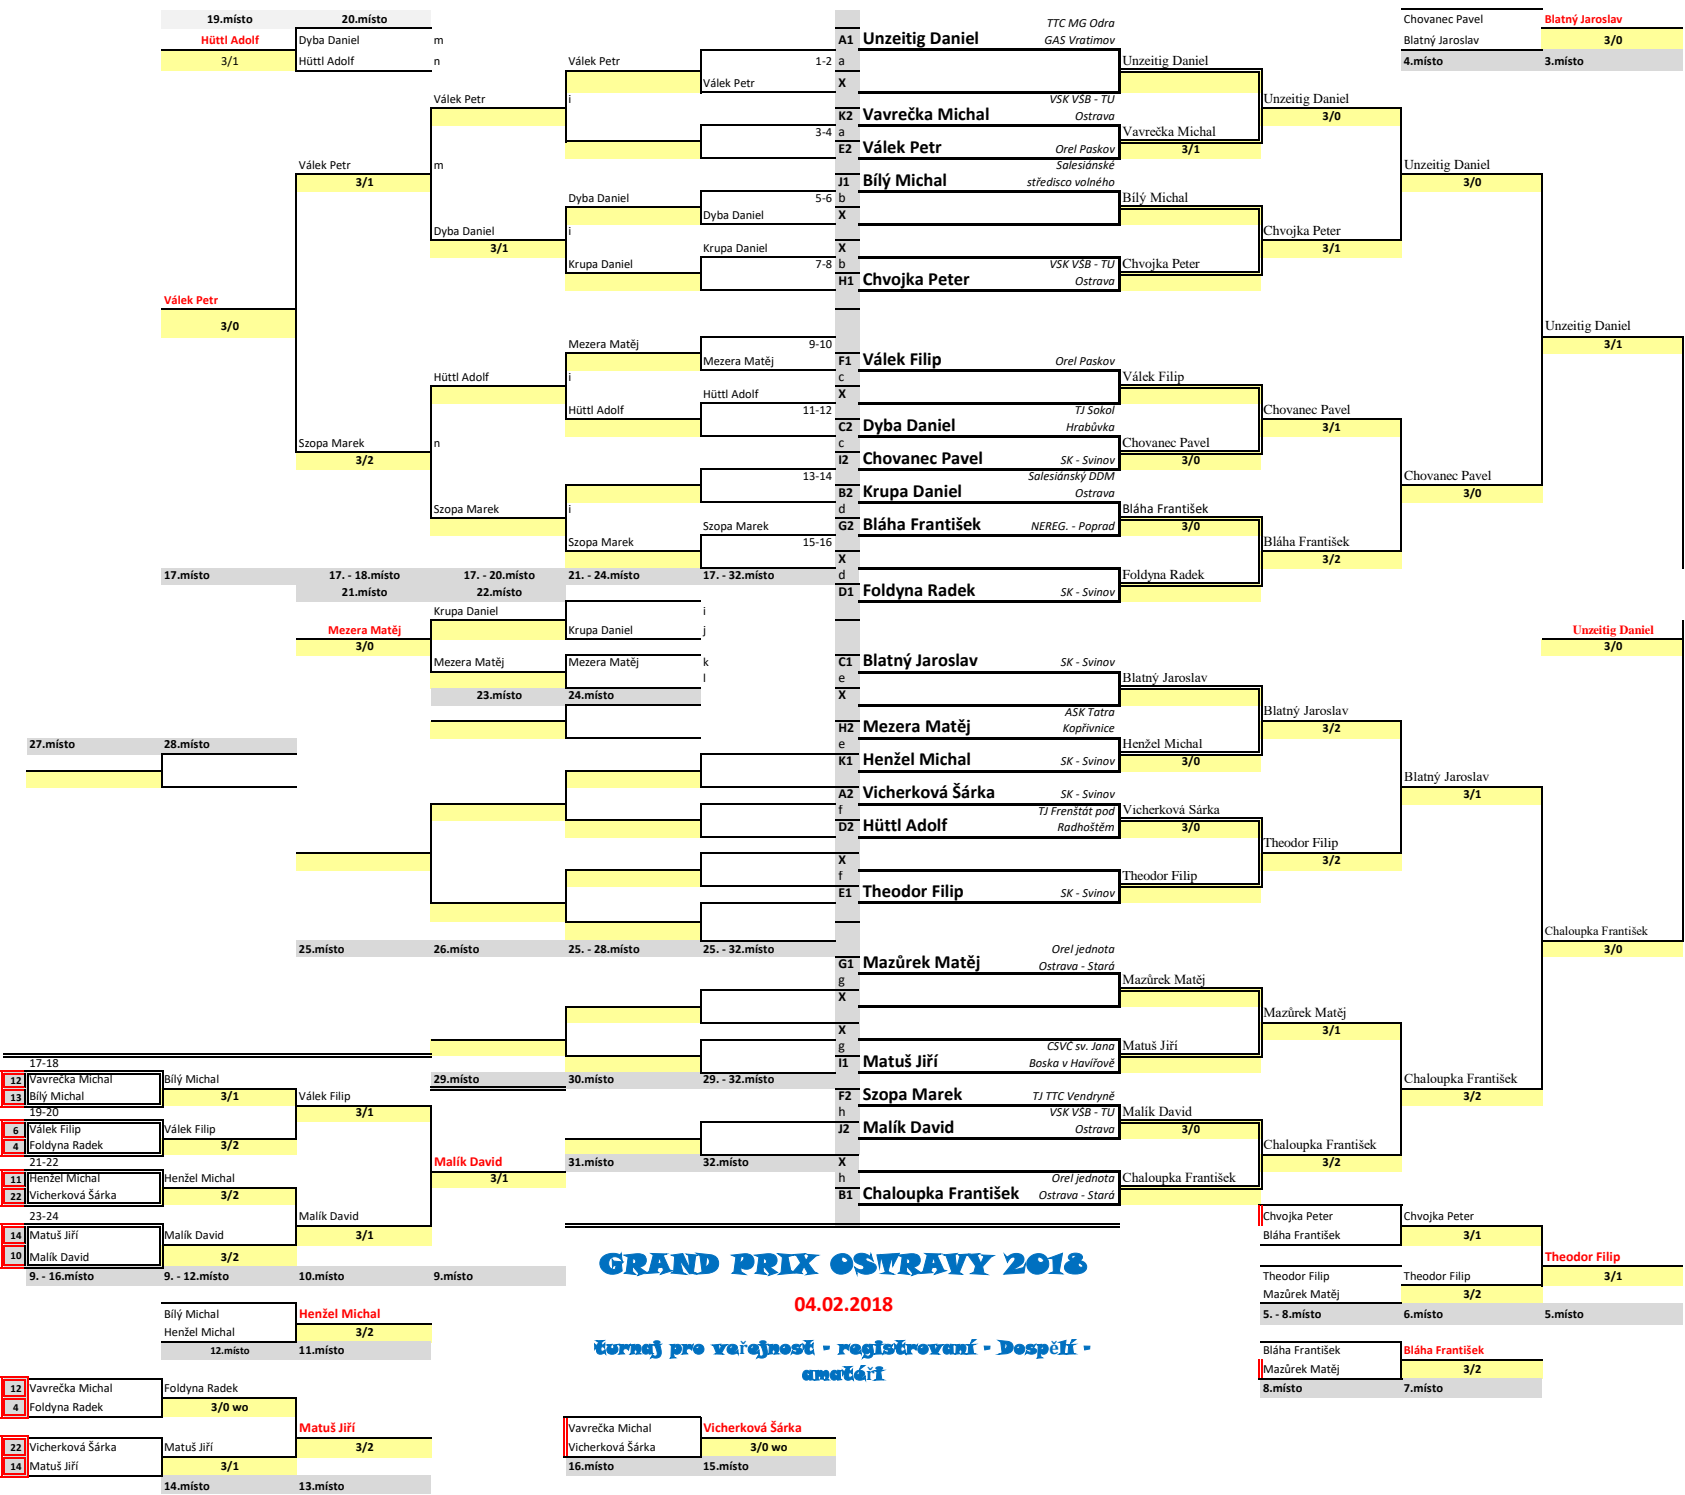 19.místo 20.místo
Hüttl Adolf Dyba Daniel m
3/1 Hüttl Adolf n
TTC MG Odra
A1 Unzeitig Daniel GAS Vratimov
Chovanec Pavel Blatný Jaroslav
Blatný Jaroslav 3/0
4.místo 3.místo
Válek Petr 1-2 a Unzeitig Daniel
Válek Petr X
Válek Petr i VSK VŠB - TU Unzeitig Daniel
K2 Vavrečka Michal Ostrava 3/0
3-4 a Vavrečka Michal
E2 Válek Petr Orel Paskov 3/1
Válek Petr m Salesiánské Unzeitig Daniel
3/1 J1 Bílý Michal středisco volného 3/0
Dyba Daniel 5-6 b Bílý Michal
Dyba Daniel X
Dyba Daniel i Chvojka Peter
3/1 Krupa Daniel X 3/1
Krupa Daniel 7-8 b VSK VŠB - TU Chvojka Peter
H1 Chvojka Peter Ostrava
Válek Petr
3/0 Unzeitig Daniel
Mezera Matěj 9-10 3/1
Mezera Matěj F1 Válek Filip Orel Paskov
Hüttl Adolf i c Válek Filip
Hüttl Adolf X
Hüttl Adolf 11-12 TJ Sokol Chovanec Pavel
C2 Dyba Daniel Hrabůvka 3/1
Szopa Marek n c Chovanec Pavel
3/2 I2 Chovanec Pavel SK - Svinov 3/0
13-14 Salesiánský DDM Chovanec Pavel
B2 Krupa Daniel Ostrava 3/0
Szopa Marek i d Bláha František
Szopa Marek G2 Bláha František NEREG. - Poprad 3/0
Szopa Marek 15-16 Bláha František
X 3/2
17.místo 17. - 18.místo 17. - 20.místo 21. - 24.místo 17. - 32.místo d Foldyna Radek
21.místo 22.místo D1 Foldyna Radek SK - Svinov
Krupa Daniel i
Mezera Matěj Krupa Daniel j Unzeitig Daniel
3/0 3/0
Mezera Matěj Mezera Matěj k C1 Blatný Jaroslav SK - Svinov
l e Blatný Jaroslav
23.místo 24.místo X
ASK Tatra Blatný Jaroslav
H2 Mezera Matěj Kopřivnice 3/2
27.místo 28.místo e Henžel Michal
K1 Henžel Michal SK - Svinov 3/0
Blatný Jaroslav
A2 Vicherková Šárka SK - Svinov 3/1
f TJ Frenštát pod Vicherková Šárka
D2 Hüttl Adolf Radhoštěm 3/0
Theodor Filip
X 3/2
f Theodor Filip
E1 Theodor Filip SK - Svinov
Chaloupka František
25.místo 26.místo 25. - 28.místo 25. - 32.místo Orel jednota 3/0
G1 Mazůrek Matěj Ostrava - Stará
g Mazůrek Matěj
X
Mazůrek Matěj
X 3/1
g CSVČ sv. Jana Matuš Jiří
17-18 I1 Matuš Jiří Boska v Havířově
12 Vavrečka Michal Bílý Michal 29.místo 30.místo 29. - 32.místo Chaloupka František
13 Bílý Michal 3/1 Válek Filip F2 Szopa Marek TJ TTC Vendryně 3/2
19-20 3/1 h VSK VŠB - TU Malík David
6 Válek Filip Válek Filip J2 Malík David Ostrava 3/0
4 Foldyna Radek 3/2 Chaloupka František
21-22 Malík David 31.místo 32.místo X 3/2
11 Henžel Michal Henžel Michal 3/1 h Orel jednota Chaloupka František
22 Vicherková Šárka 3/2 B1 Chaloupka František Ostrava - Stará
23-24 Malík David Chvojka Peter Chvojka Peter
14 Matuš Jiří Malík David 3/1 Bláha František 3/1
10 Malík David 3/2 Theodor Filip
9. - 16.místo 9. - 12.místo 10.místo 9.místo Theodor Filip Theodor Filip 3/1
GRAND PRIX OSTRAVY 2018
Mazůrek Matěj 3/2
04.02.2018
Bílý Michal Henžel Michal 5. - 8.místo 6.místo 5.místo
Henžel Michal 3/2
12.místo 11.místo
turnaj pro veřejnost - registrovaní - Dospělí -
amatéři
Bláha František Bláha František
Mazůrek Matěj 3/2
8.místo 7.místo
12 Vavrečka Michal Foldyna Radek
4 Foldyna Radek 3/0 wo
Matuš Jiří Vavrečka Michal Vicherková Šárka
22 Vicherková Šárka Matuš Jiří 3/2 Vicherková Šárka 3/0 wo
14 Matuš Jiří 3/1 16.místo 15.místo
14.místo 13.místo